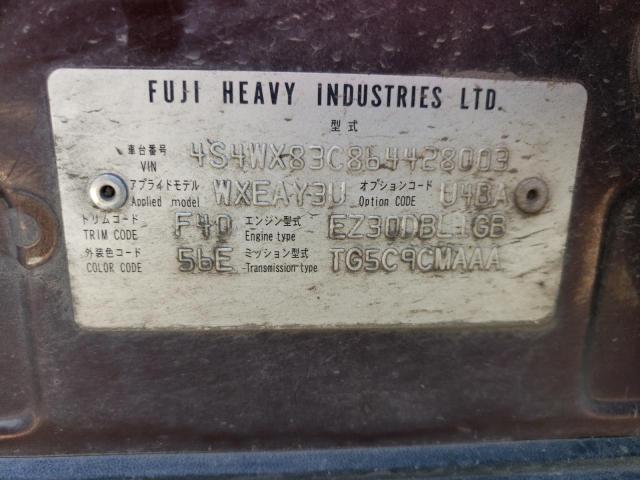 FUJI HEAVY INDUSTRIES LTD.
型式
車台番号 VIN 4S4WX83C864428003
アプライドモデル Applied model WXEAY3U オプションコード Option CODE U4BA
トリムコード TRIM CODE F40 エンジン型式 Engine type EZ30DBL1GB
外装色コード COLOR CODE 56E ミッション型式 Transmission type TG5C9CMAAA